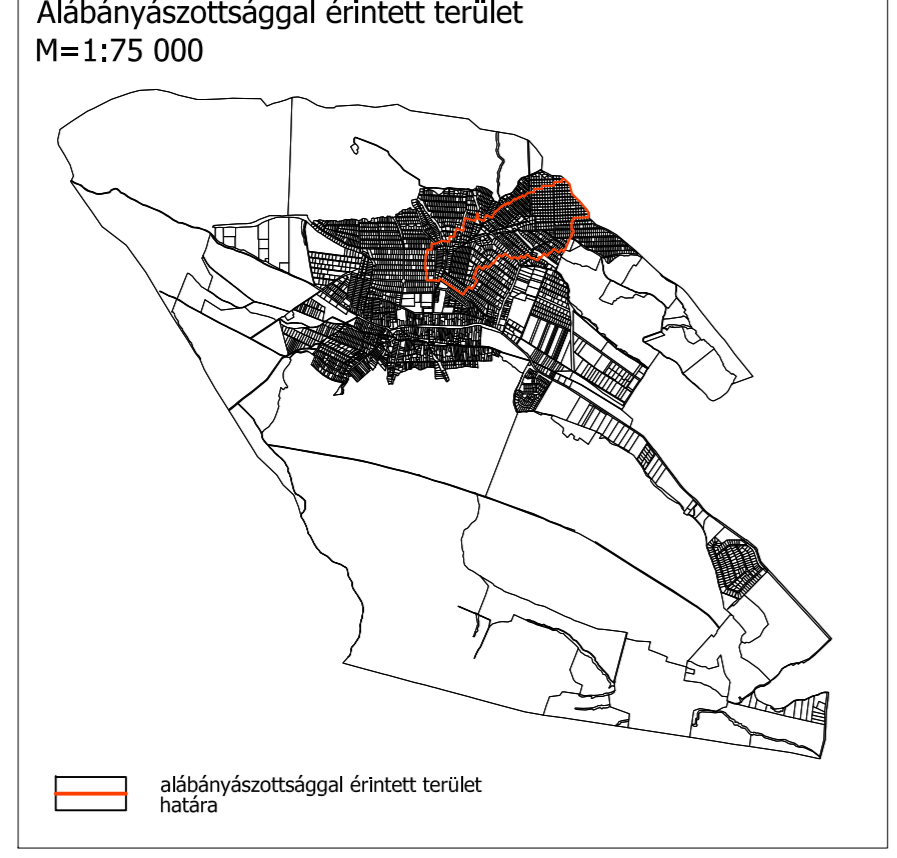 Alábányászottsággal érintett terület
M=1:75 000
alábányászottsággal érintett terület
határa